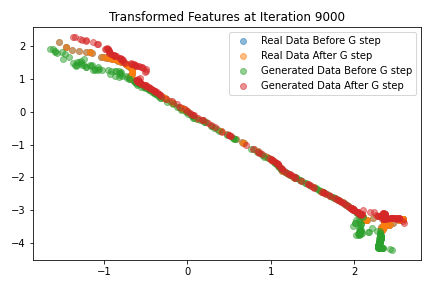 Transformed Features at Iteration 9000
Real Data Before G step
Real Data After G step
Generated Data Before G step
Generated Data After G step
2
1
0
−1
−2
−3
−4
−1
0
1
2